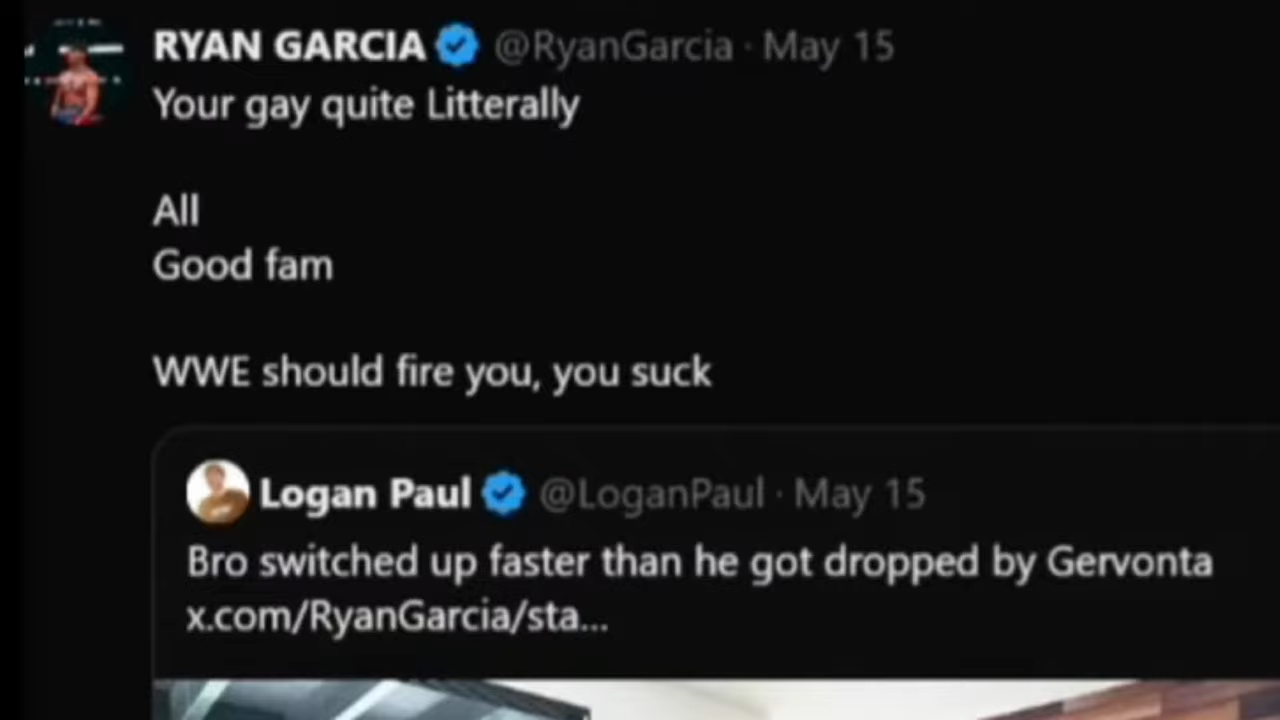 RYAN GARCIA @RyanGarcia · May 15
Your gay quite Litterally
All
Good fam
WWE should fire you, you suck
Logan Paul @LoganPaul · May 15
Bro switched up faster than he got dropped by Gervonta
x.com/RyanGarcia/sta...